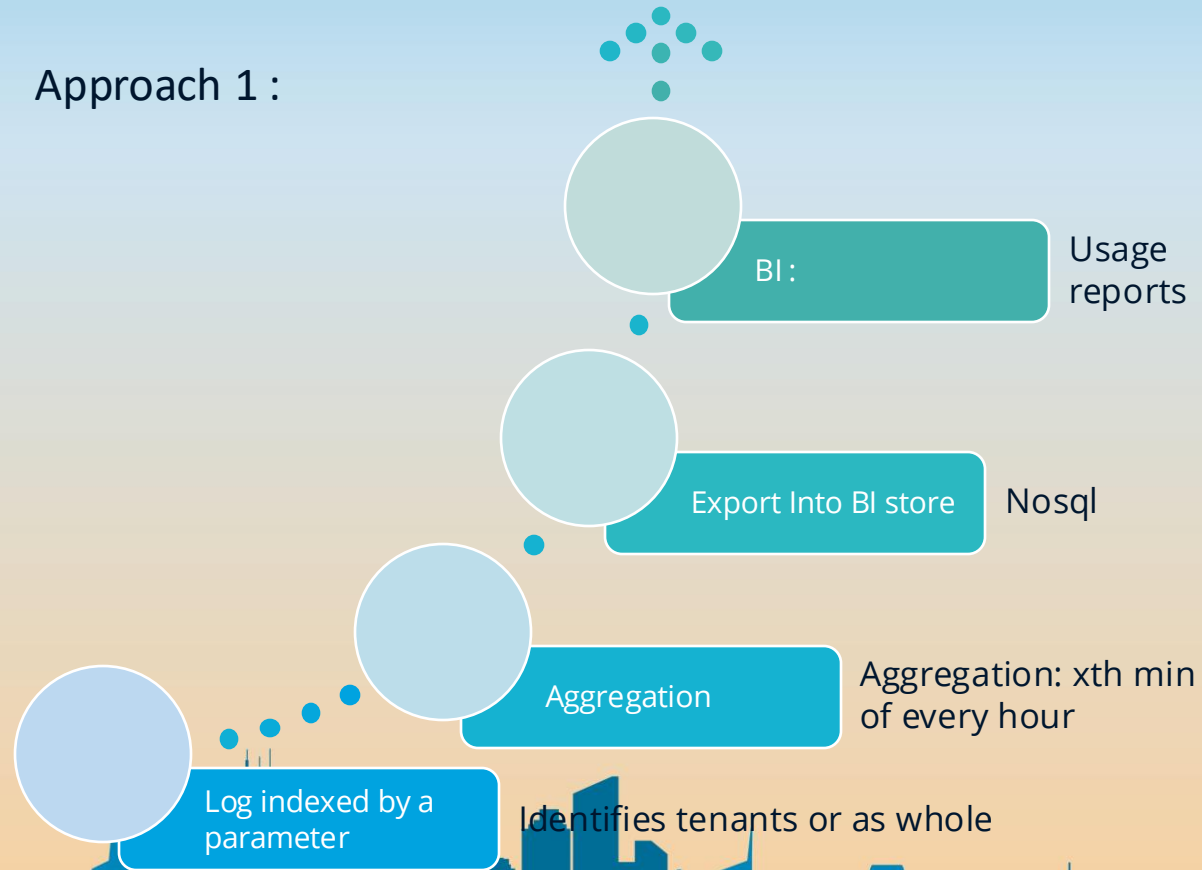 Approach 1 :
BI :
Usage
reports
Export Into BI store
Nosql
Aggregation
Aggregation: xth min
of every hour
Log indexed by a
parameter
Identifies tenants or as whole